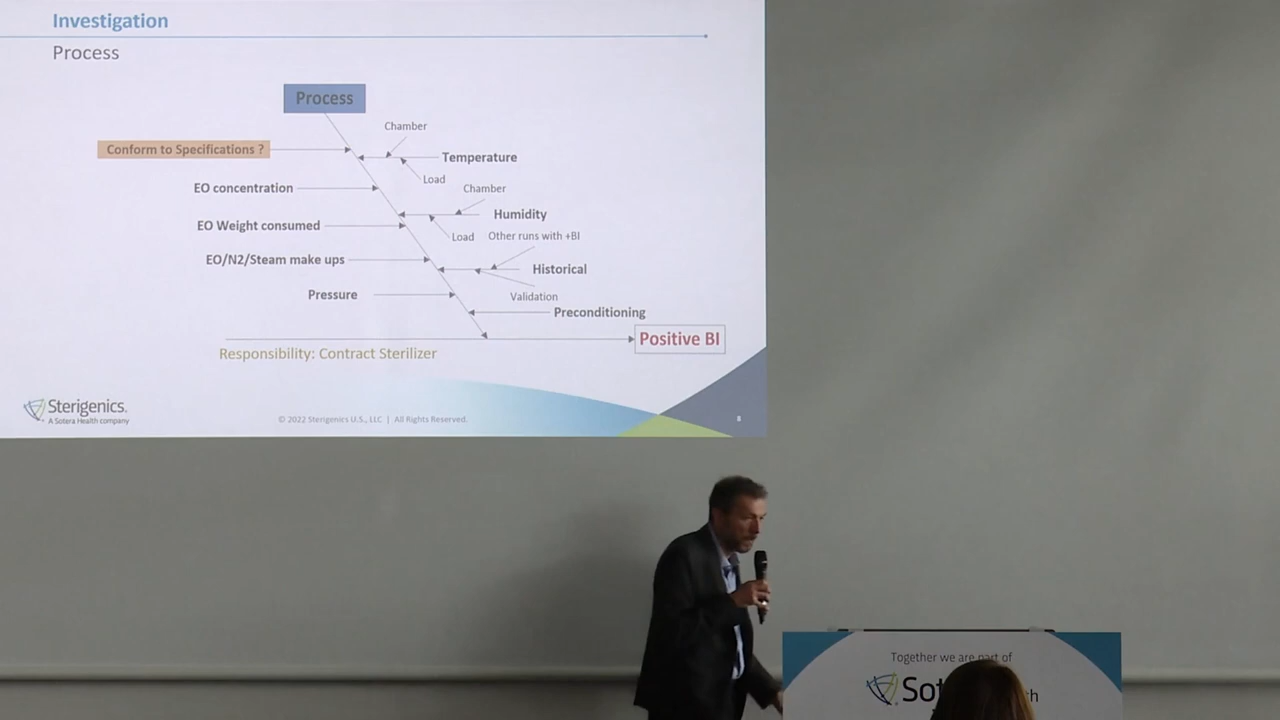 Investigation
Process
Process
Chamber
Conform to Specifications ?
Temperature
Load
EO concentration
Chamber
Humidity
EO Weight consumed
Load
Other runs with +BI
EO/N2/Steam make ups
Historical
Pressure
Validation
Preconditioning
Positive BI
Responsibility: Contract Sterilizer
Sterigenics.
A Sotera Health company
© 2022 Sterigenics U.S., LLC | All Rights Reserved.
8
Together we are part of